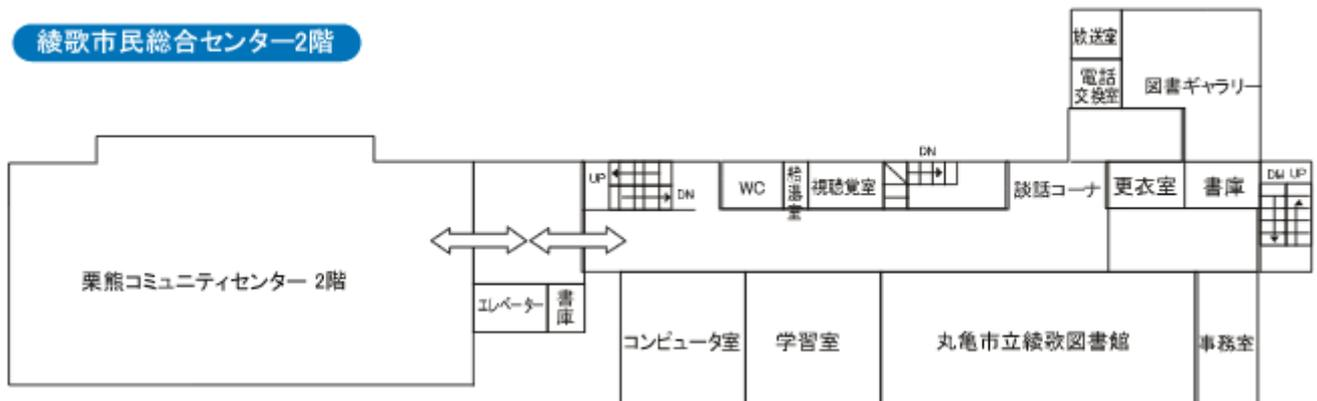 綾歌市民総合センター2階
放送室
電話
交換室
図書ギャラリー
DN
UP
DN
WC
給湯室
視聴覚室
談話コーナ
更衣室
書庫
DN UP
栗熊コミュニティセンター 2階
エレベーター
書庫
コンピュータ室
学習室
丸亀市立綾歌図書館
事務室